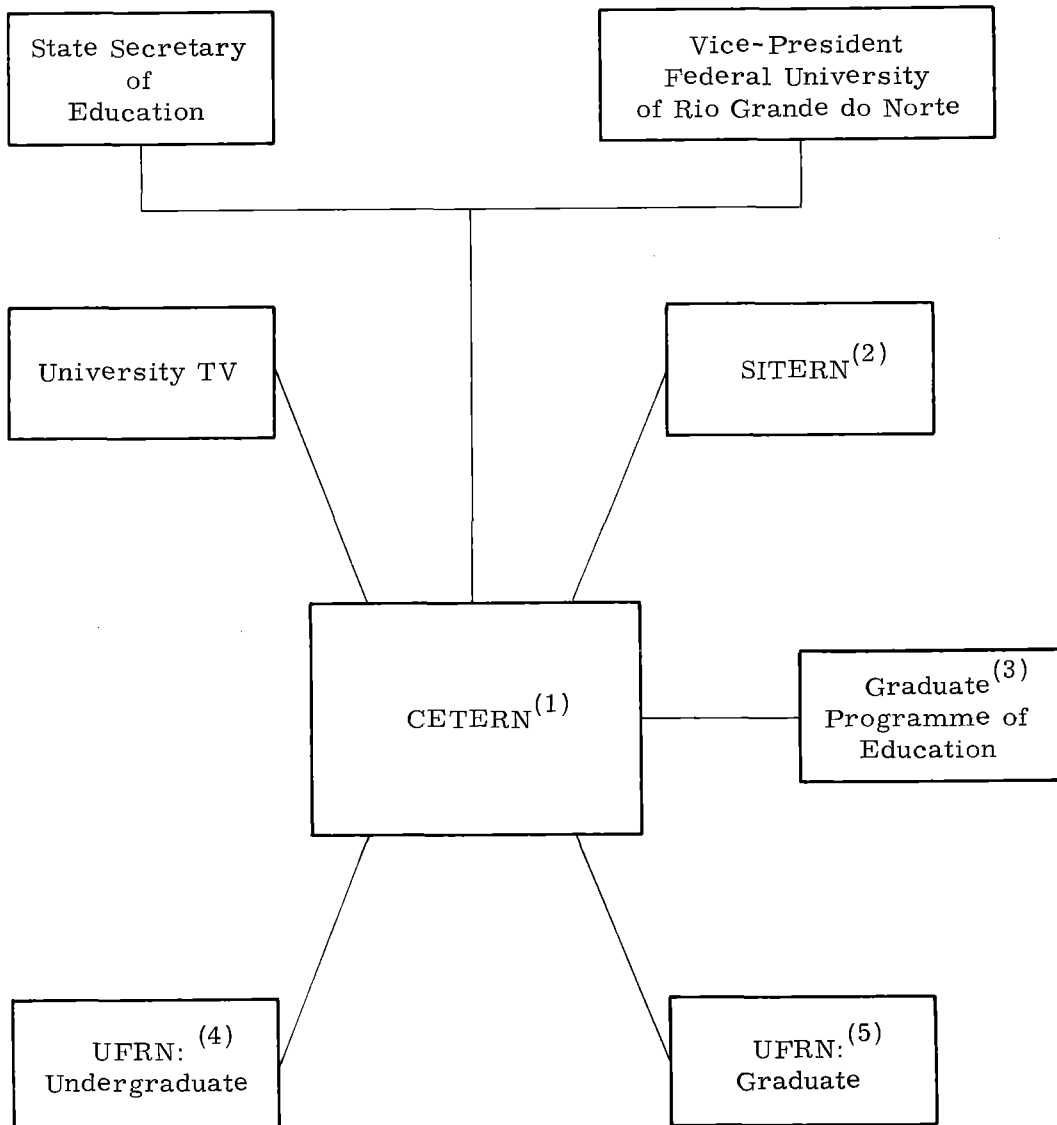 State Secretary
of
Education
Vice-President
Federal University
of Rio Grande do Norte
University TV
SITERN(2)
CETERN(1)
Graduate(3)
Programme of
Education
UFRN: (4)
Undergraduate
UFRN:(5)
Graduate